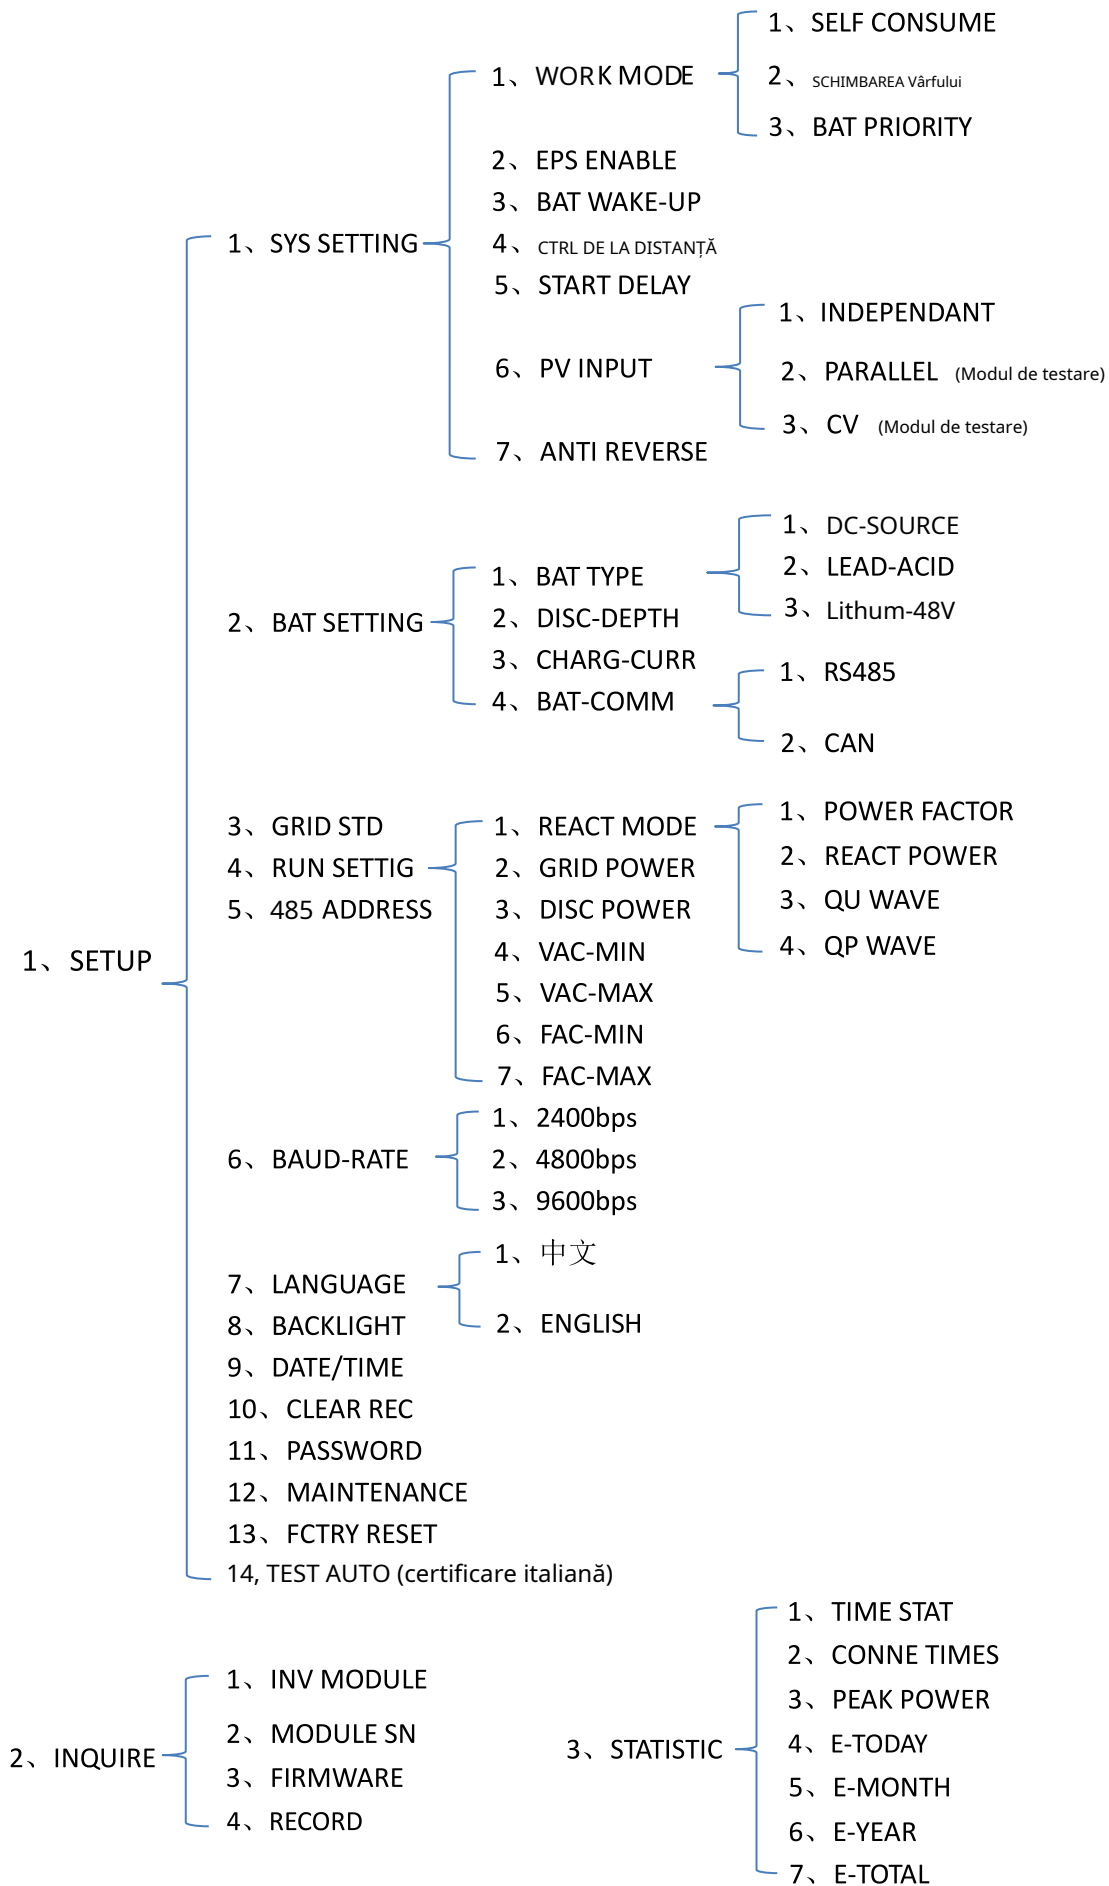 1、SETUP
1、SYS SETTING
1、WORK MODE
1、SELF CONSUME
2、SCHIMBAREA Vârfului
3、BAT PRIORITY
2、EPS ENABLE
3、BAT WAKE-UP
4、CTRL DE LA DISTANȚĂ
5、START DELAY
6、PV INPUT
1、INDEPENDANT
2、PARALLEL (Modul de testare)
3、CV (Modul de testare)
7、ANTI REVERSE
2、BAT SETTING
1、BAT TYPE
1、DC-SOURCE
2、LEAD-ACID
3、Lithum-48V
2、DISC-DEPTH
3、CHARG-CURR
4、BAT-COMM
1、RS485
2、CAN
3、GRID STD
4、RUN SETTIG
1、REACT MODE
1、POWER FACTOR
2、REACT POWER
3、QU WAVE
4、QP WAVE
2、GRID POWER
3、DISC POWER
4、VAC-MIN
5、VAC-MAX
6、FAC-MIN
7、FAC-MAX
5、485 ADDRESS
6、BAUD-RATE
1、2400bps
2、4800bps
3、9600bps
7、LANGUAGE
1、中文
2、ENGLISH
8、BACKLIGHT
9、DATE/TIME
10、CLEAR REC
11、PASSWORD
12、MAINTENANCE
13、FCTRY RESET
14, TEST AUTO (certificare italiană)
2、INQUIRE
1、INV MODULE
2、MODULE SN
3、FIRMWARE
4、RECORD
3、STATISTIC
1、TIME STAT
2、CONNE TIMES
3、PEAK POWER
4、E-TODAY
5、E-MONTH
6、E-YEAR
7、E-TOTAL